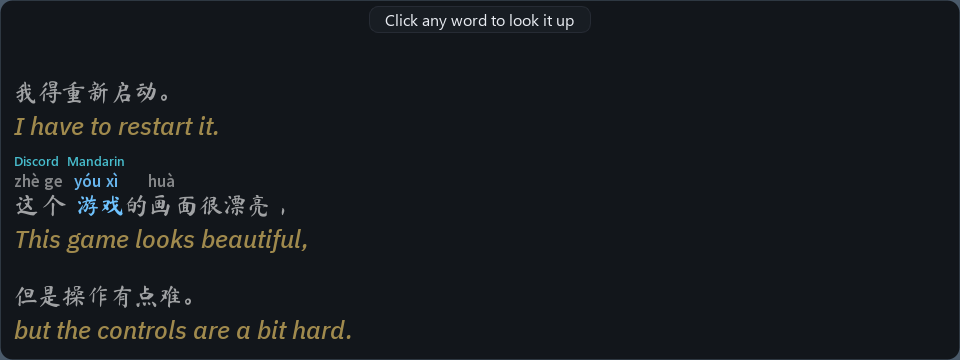 Click any word to look it up
我得重新启动。
I have to restart it.
Discord Mandarin
zhè ge yóu xì huà
这个游戏的画面很漂亮，
This game looks beautiful,
但是操作有点难。
but the controls are a bit hard.